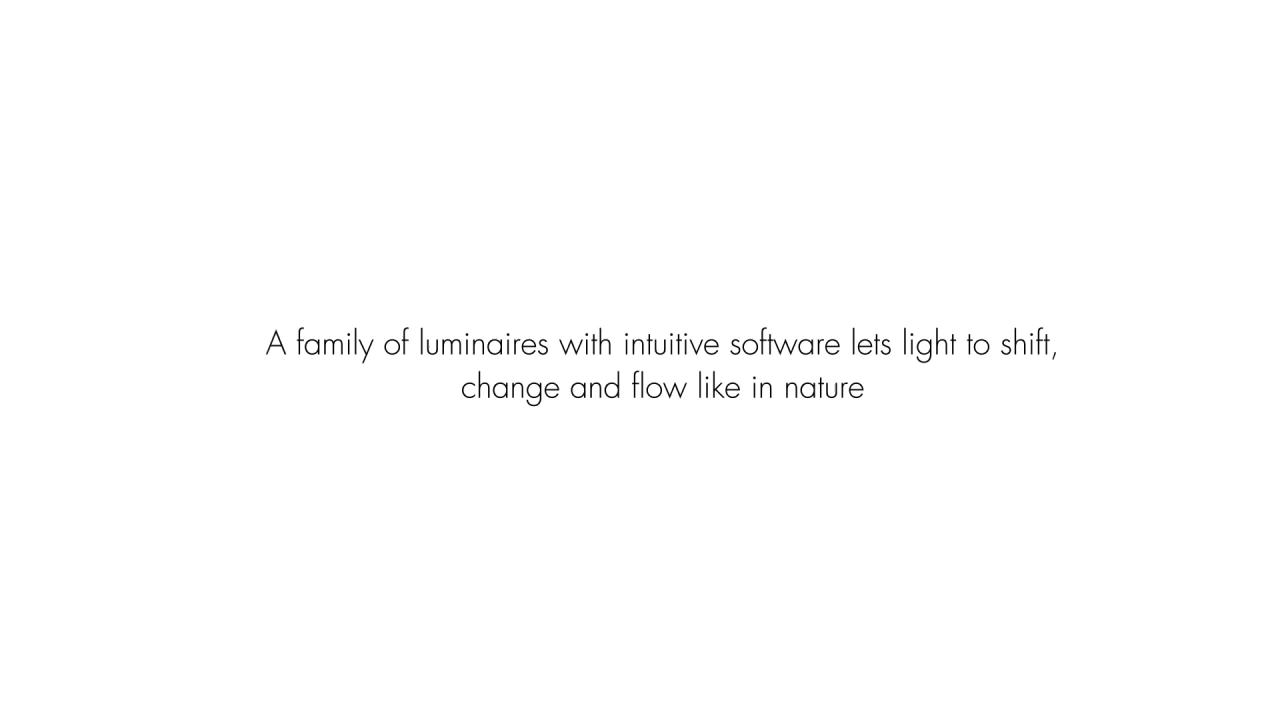 A family of luminaires with intuitive software lets light to shift,
change and flow like in nature